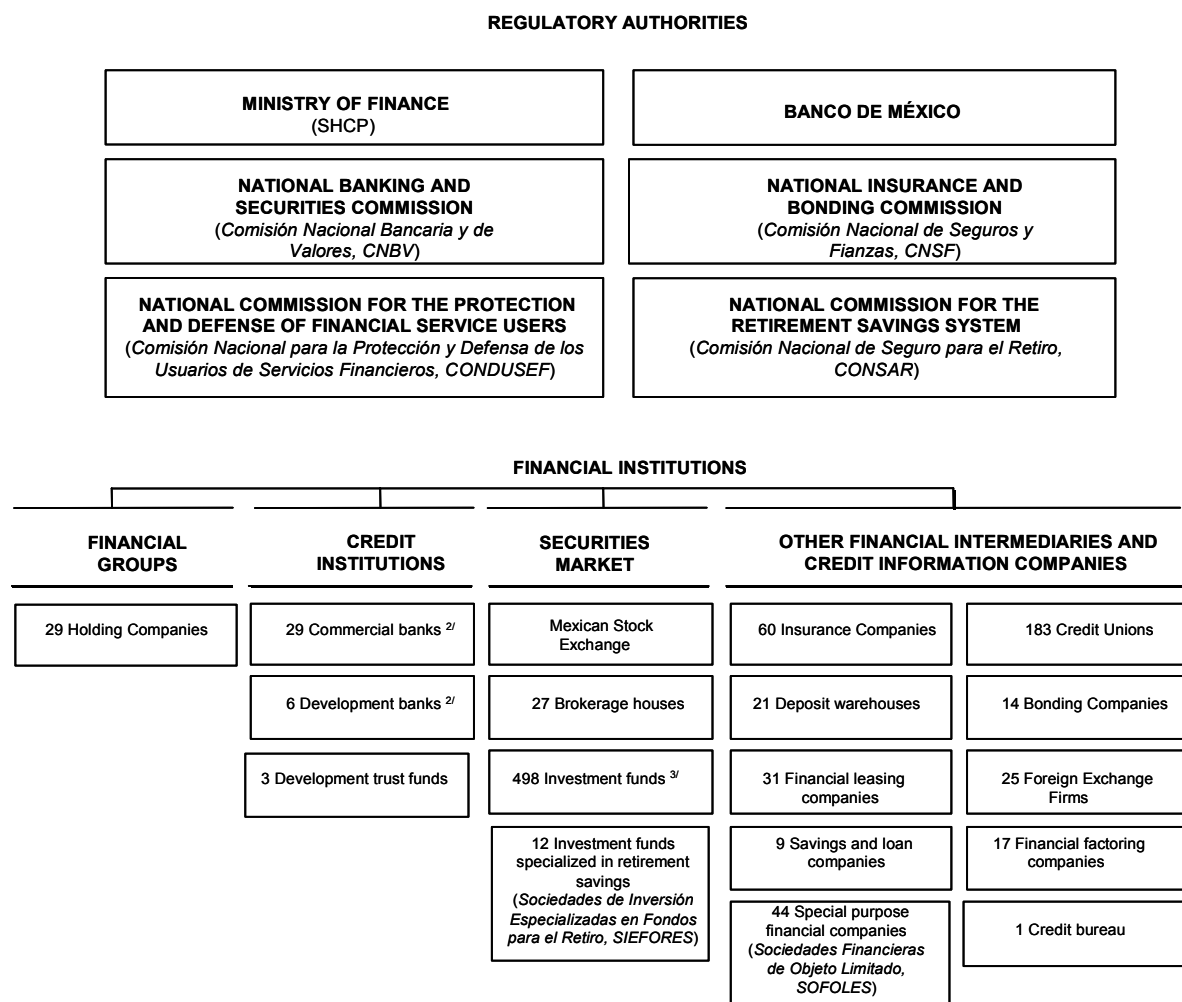 REGULATORY AUTHORITIES
MINISTRY OF FINANCE
(SHCP)
BANCO DE MÉXICO
NATIONAL BANKING AND
SECURITIES COMMISSION
(Comisión Nacional Bancaria y de
Valores, CNBV)
NATIONAL INSURANCE AND
BONDING COMMISSION
(Comisión Nacional de Seguros y
Fianzas, CNSF)
NATIONAL COMMISSION FOR THE PROTECTION
AND DEFENSE OF FINANCIAL SERVICE USERS
(Comisión Nacional para la Protección y Defensa de los
Usuarios de Servicios Financieros, CONDUSEF)
NATIONAL COMMISSION FOR THE
RETIREMENT SAVINGS SYSTEM
(Comisión Nacional de Seguro para el Retiro,
CONSAR)
FINANCIAL INSTITUTIONS
FINANCIAL
GROUPS
29 Holding Companies
CREDIT
INSTITUTIONS
29 Commercial banks 2/
6 Development banks 2/
3 Development trust funds
SECURITIES
MARKET
Mexican Stock
Exchange
27 Brokerage houses
498 Investment funds 3/
12 Investment funds
specialized in retirement
savings
(Sociedades de Inversión
Especializadas en Fondos
para el Retiro, SIEFORES)
OTHER FINANCIAL INTERMEDIARIES AND
CREDIT INFORMATION COMPANIES
60 Insurance Companies
21 Deposit warehouses
31 Financial leasing
companies
9 Savings and loan
companies
44 Special purpose
financial companies
(Sociedades Financieras
de Objeto Limitado,
SOFOLES)
183 Credit Unions
14 Bonding Companies
25 Foreign Exchange
Firms
17 Financial factoring
companies
1 Credit bureau